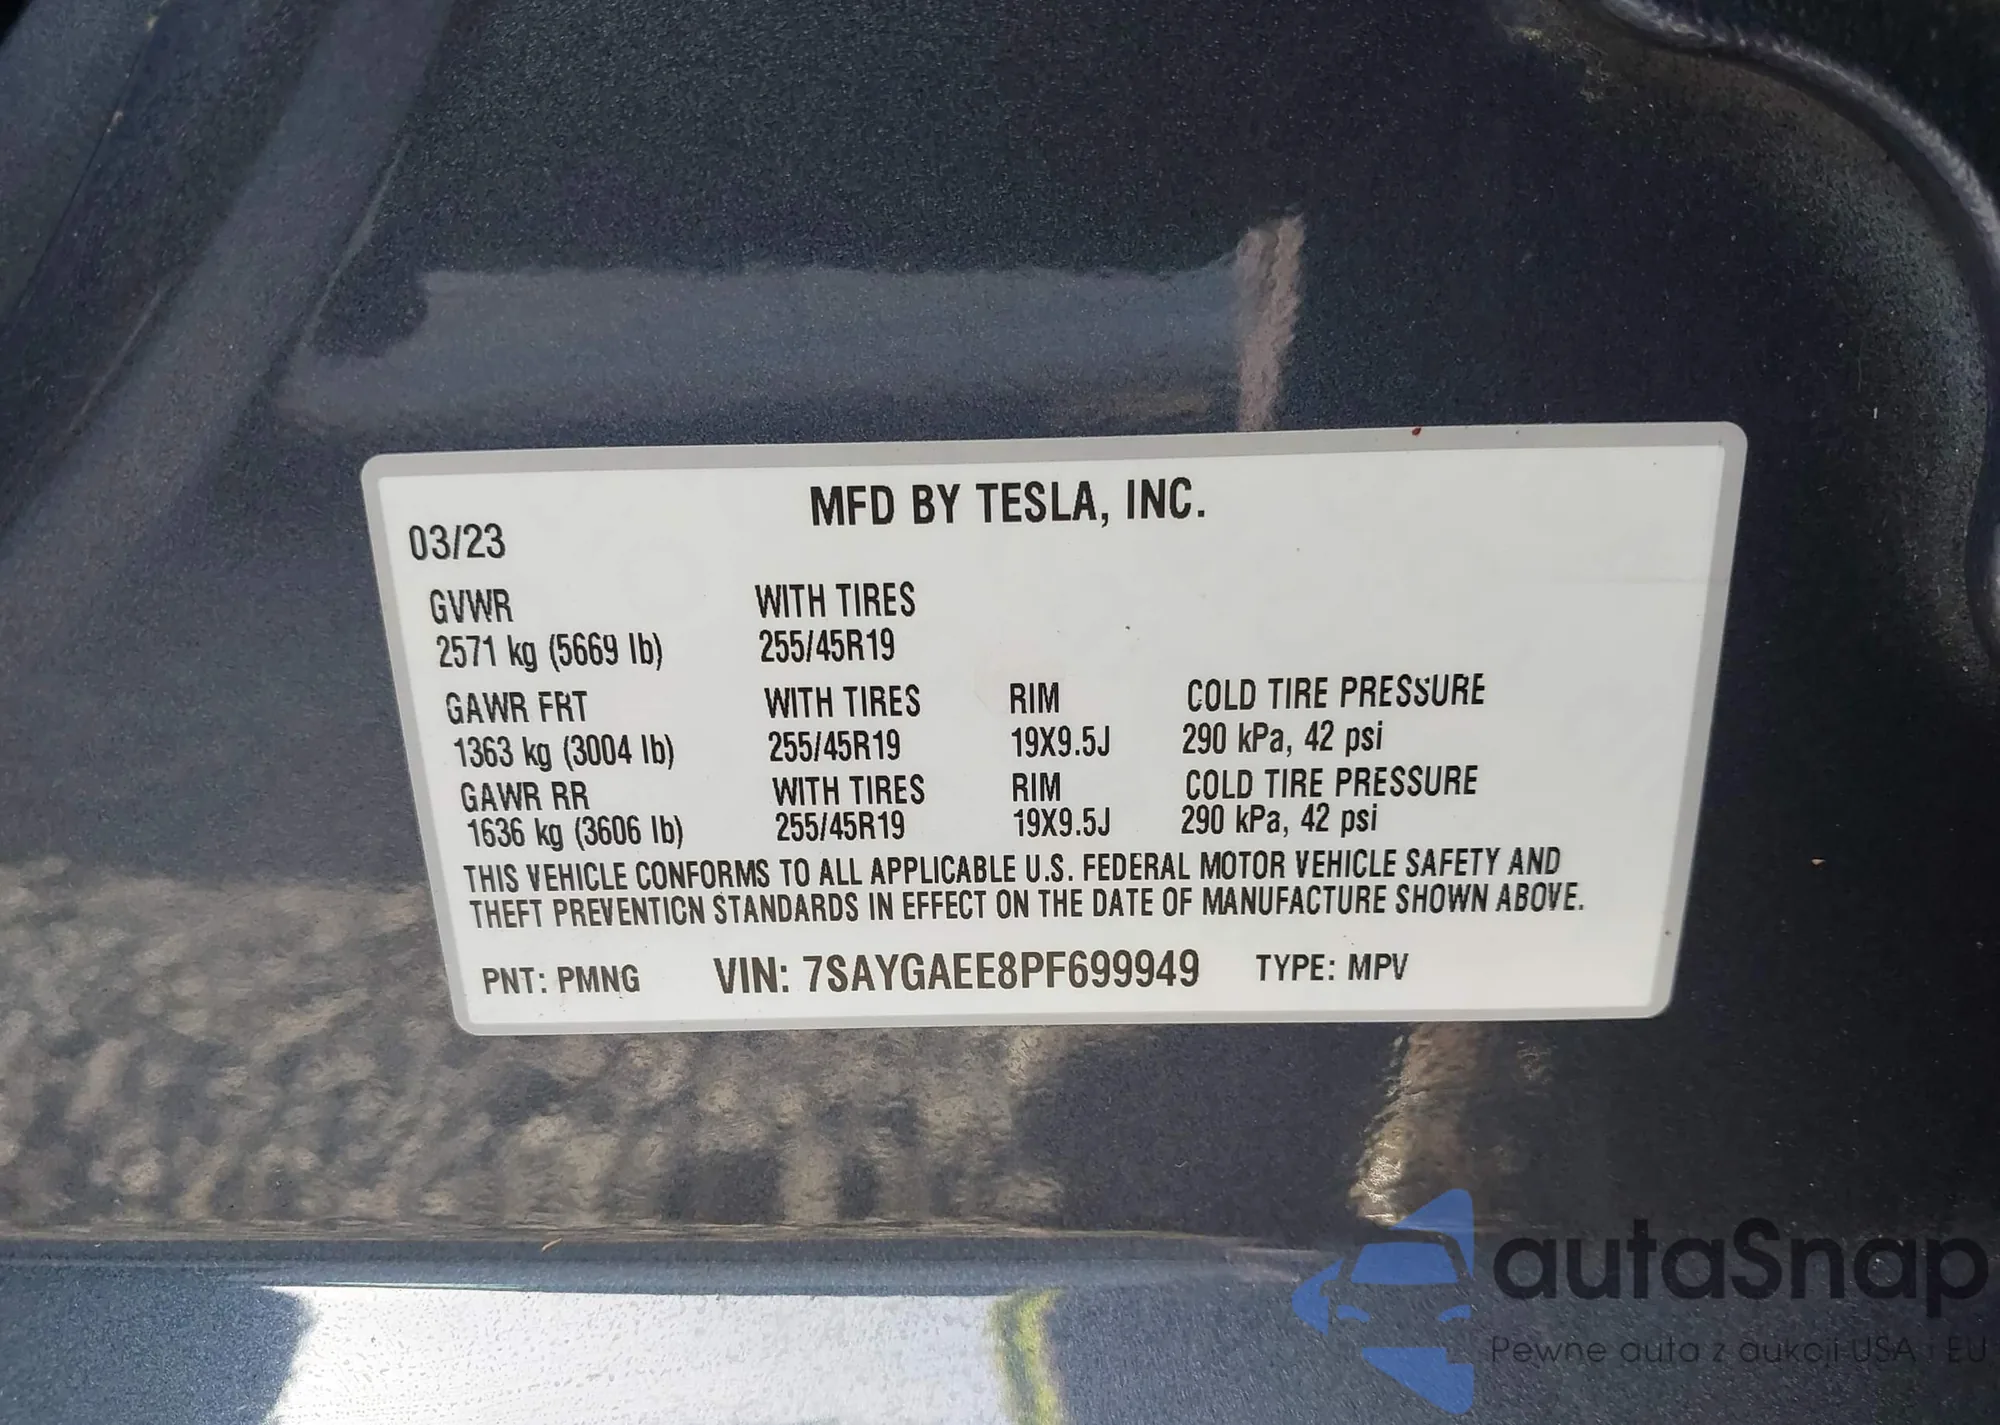 MFD BY TESLA, INC.
03/23
GVWR WITH TIRES
2571 kg (5669 lb) 255/45R19
GAWR FRT WITH TIRES RIM COLD TIRE PRESSURE
1363 kg (3004 lb) 255/45R19 19X9.5J 290 kPa, 42 psi
GAWR RR WITH TIRES RIM COLD TIRE PRESSURE
1636 kg (3606 lb) 255/45R19 19X9.5J 290 kPa, 42 psi
THIS VEHICLE CONFORMS TO ALL APPLICABLE U.S. FEDERAL MOTOR VEHICLE SAFETY AND
THEFT PREVENTION STANDARDS IN EFFECT ON THE DATE OF MANUFACTURE SHOWN ABOVE.
PNT: PMNG VIN: 7SAYGAEE8PF699949 TYPE: MPV
autaSnap
Pewne auta z aukcji USA i EU